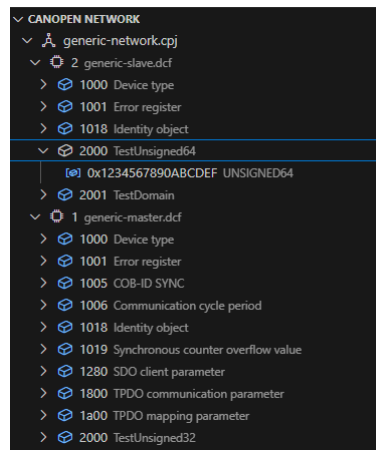 CANOPEN NETWORK
generic-network.cpj
2 generic-slave.dcf
1000 Device type
1001 Error register
1018 Identity object
2000 TestUnsigned64
0x1234567890ABCDEF UNSIGNED64
2001 TestDomain
1 generic-master.dcf
1000 Device type
1001 Error register
1005 COB-ID SYNC
1006 Communication cycle period
1018 Identity object
1019 Synchronous counter overflow value
1280 SDO client parameter
1800 TPDO communication parameter
1a00 TPDO mapping parameter
2000 TestUnsigned32